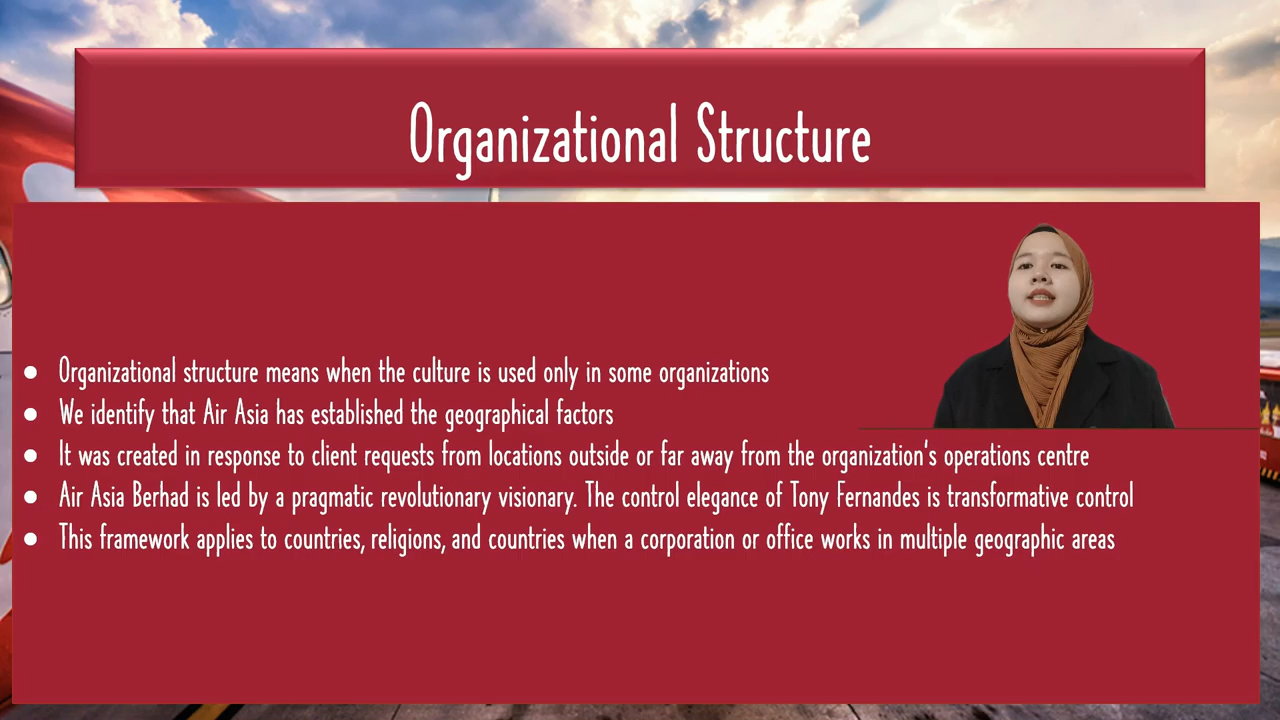 Organizational Structure
• Organizational structure means when the culture is used only in some organizations
• We identify that Air Asia has established the geographical factors
• It was created in response to client requests from locations outside or far away from the organization's operations centre
• Air Asia Berhad is led by a pragmatic revolutionary visionary. The control elegance of Tony Fernandes is transformative control
• This framework applies to countries, religions, and countries when a corporation or office works in multiple geographic areas